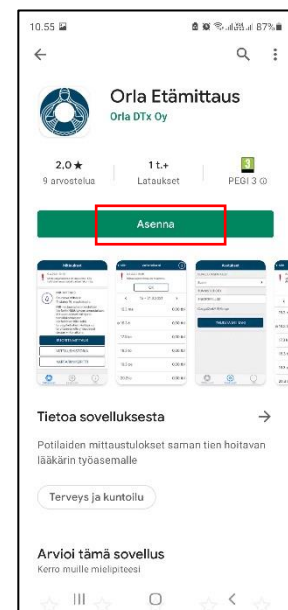 10.55
87%
Orla Etämittaus
Orla DTx Oy
2,0★
9 arvostelua
1 t.+
Lataukset
3
PEGI 3
Asenna
Tietoa sovelluksesta
Potilaiden mittaustulokset saman tien hoitavan
lääkärin työasemalle
Terveys ja kuntoilu
Arvioi tämä sovellus
Kerro muille mielipiteesi